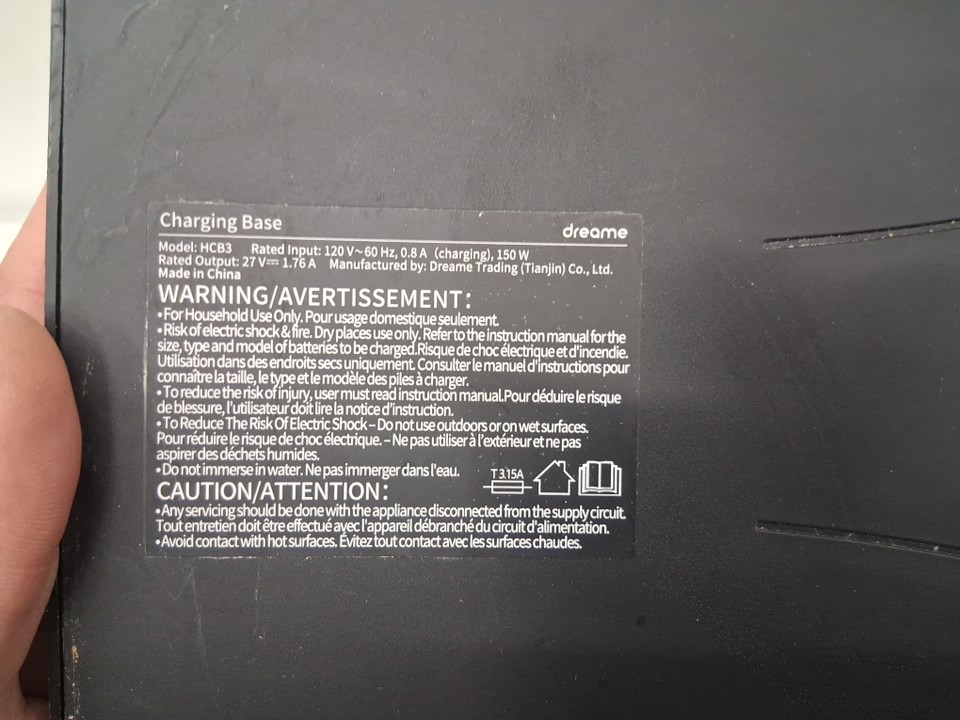 Charging Base
dreame
Model: HCB3 Rated Input: 120 V~60 Hz, 0.8 A (charging), 150 W
Rated Output: 27 V⎓ 1.76 A Manufactured by: Dreame Trading (Tianjin) Co., Ltd.
Made in China
WARNING/AVERTISSEMENT:
•For Household Use Only. Pour usage domestique seulement.
•Risk of electric shock & fire. Dry places use only. Refer to the instruction manual for the
size, type and model of batteries to be charged.Risque de choc électrique et d'incendie.
Utilisation dans des endroits secs uniquement. Consulter le manuel d'instructions pour
connaître la taille, le type et le modèle des piles à charger.
•To reduce the risk of injury, user must read instruction manual.Pour déduire le risque
de blessure, l'utilisateur doit lire la notice d'instruction.
•To Reduce The Risk Of Electric Shock – Do not use outdoors or on wet surfaces.
Pour réduire le risque de choc électrique. – Ne pas utiliser à l'extérieur et ne pas
aspirer des déchets humides.
•Do not immerse in water. Ne pas immerger dans l'eau.
T3.15A
CAUTION/ATTENTION:
•Any servicing should be done with the appliance disconnected from the supply circuit.
Tout entretien doit être effectué avec l'appareil débranché du circuit d'alimentation.
•Avoid contact with hot surfaces. Évitez tout contact avec les surfaces chaudes.